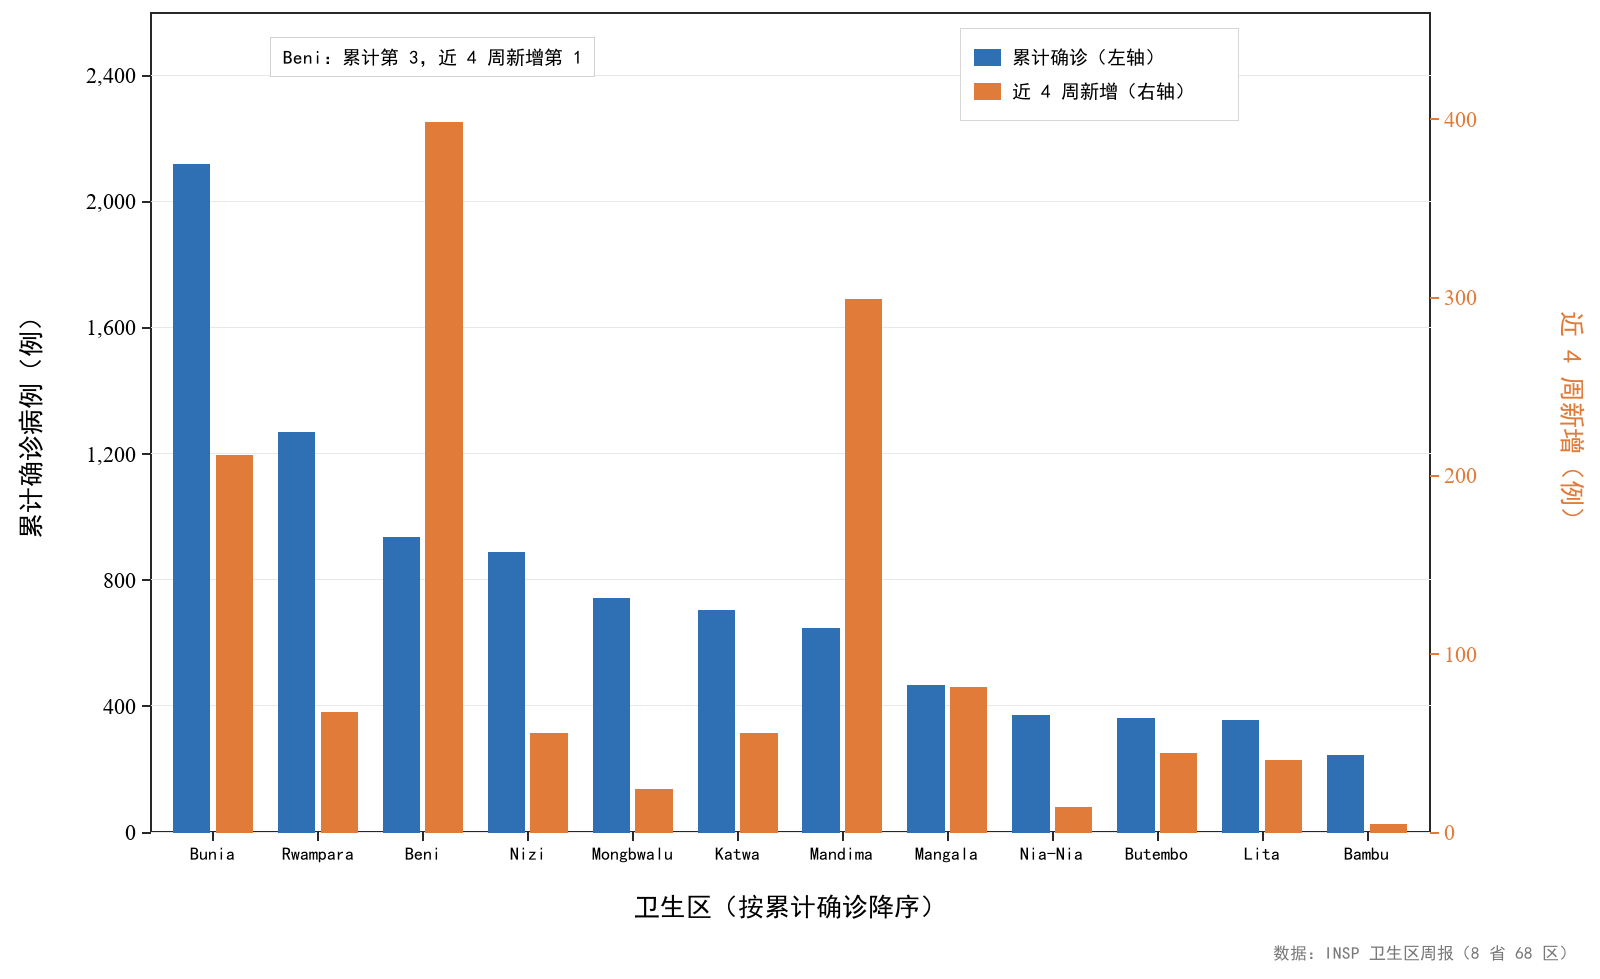 Beni: 累计第 3, 近 4 周新增第 1
累计确诊（左轴）
近 4 周新增（右轴）
累计确诊病例（例）
2,400
2,000
1,600
1,200
800
400
0
400
300
200
100
0
近 4 周新增（例）
Bunia Rwampara Beni Nizi Mongbwalu Katwa Mandima Mangala Nia-Nia Butembo Lita Bambu
卫生区（按累计确诊降序）
数据: INSP 卫生区周报（8 省 68 区）